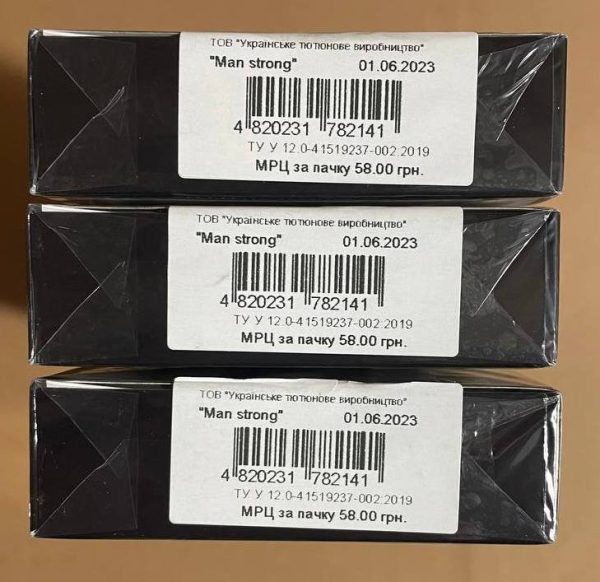 ТОВ "Українське тютюнове виробництво"
"Man strong" 01.06.2023
4 820231 782141
ТУ У 12.0-41519237-002:2019
МРЦ за пачку 58.00 грн.
ТОВ "Українське тютюнове виробництво"
"Man strong" 01.06.2023
4 820231 782141
ТУ У 12.0-41519237-002:2019
МРЦ за пачку 58.00 грн.
ТОВ "Українське тютюнове виробництво"
"Man strong" 01.06.2023
4 820231 782141
ТУ У 12.0-41519237-002:2019
МРЦ за пачку 58.00 грн.